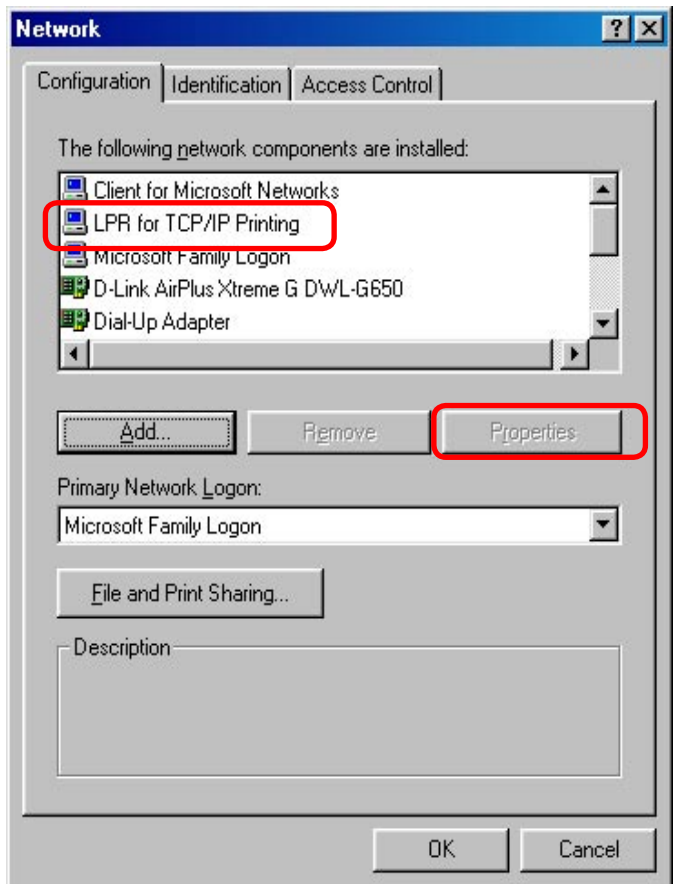 Network
Configuration Identification Access Control
The following network components are installed:
Client for Microsoft Networks
LPR for TCP/IP Printing
Microsoft Family Logon
D-Link AirPlus Xtreme G DWL-G650
Dial-Up Adapter
Add... Remove Properties
Primary Network Logon:
Microsoft Family Logon
File and Print Sharing...
Description
OK Cancel